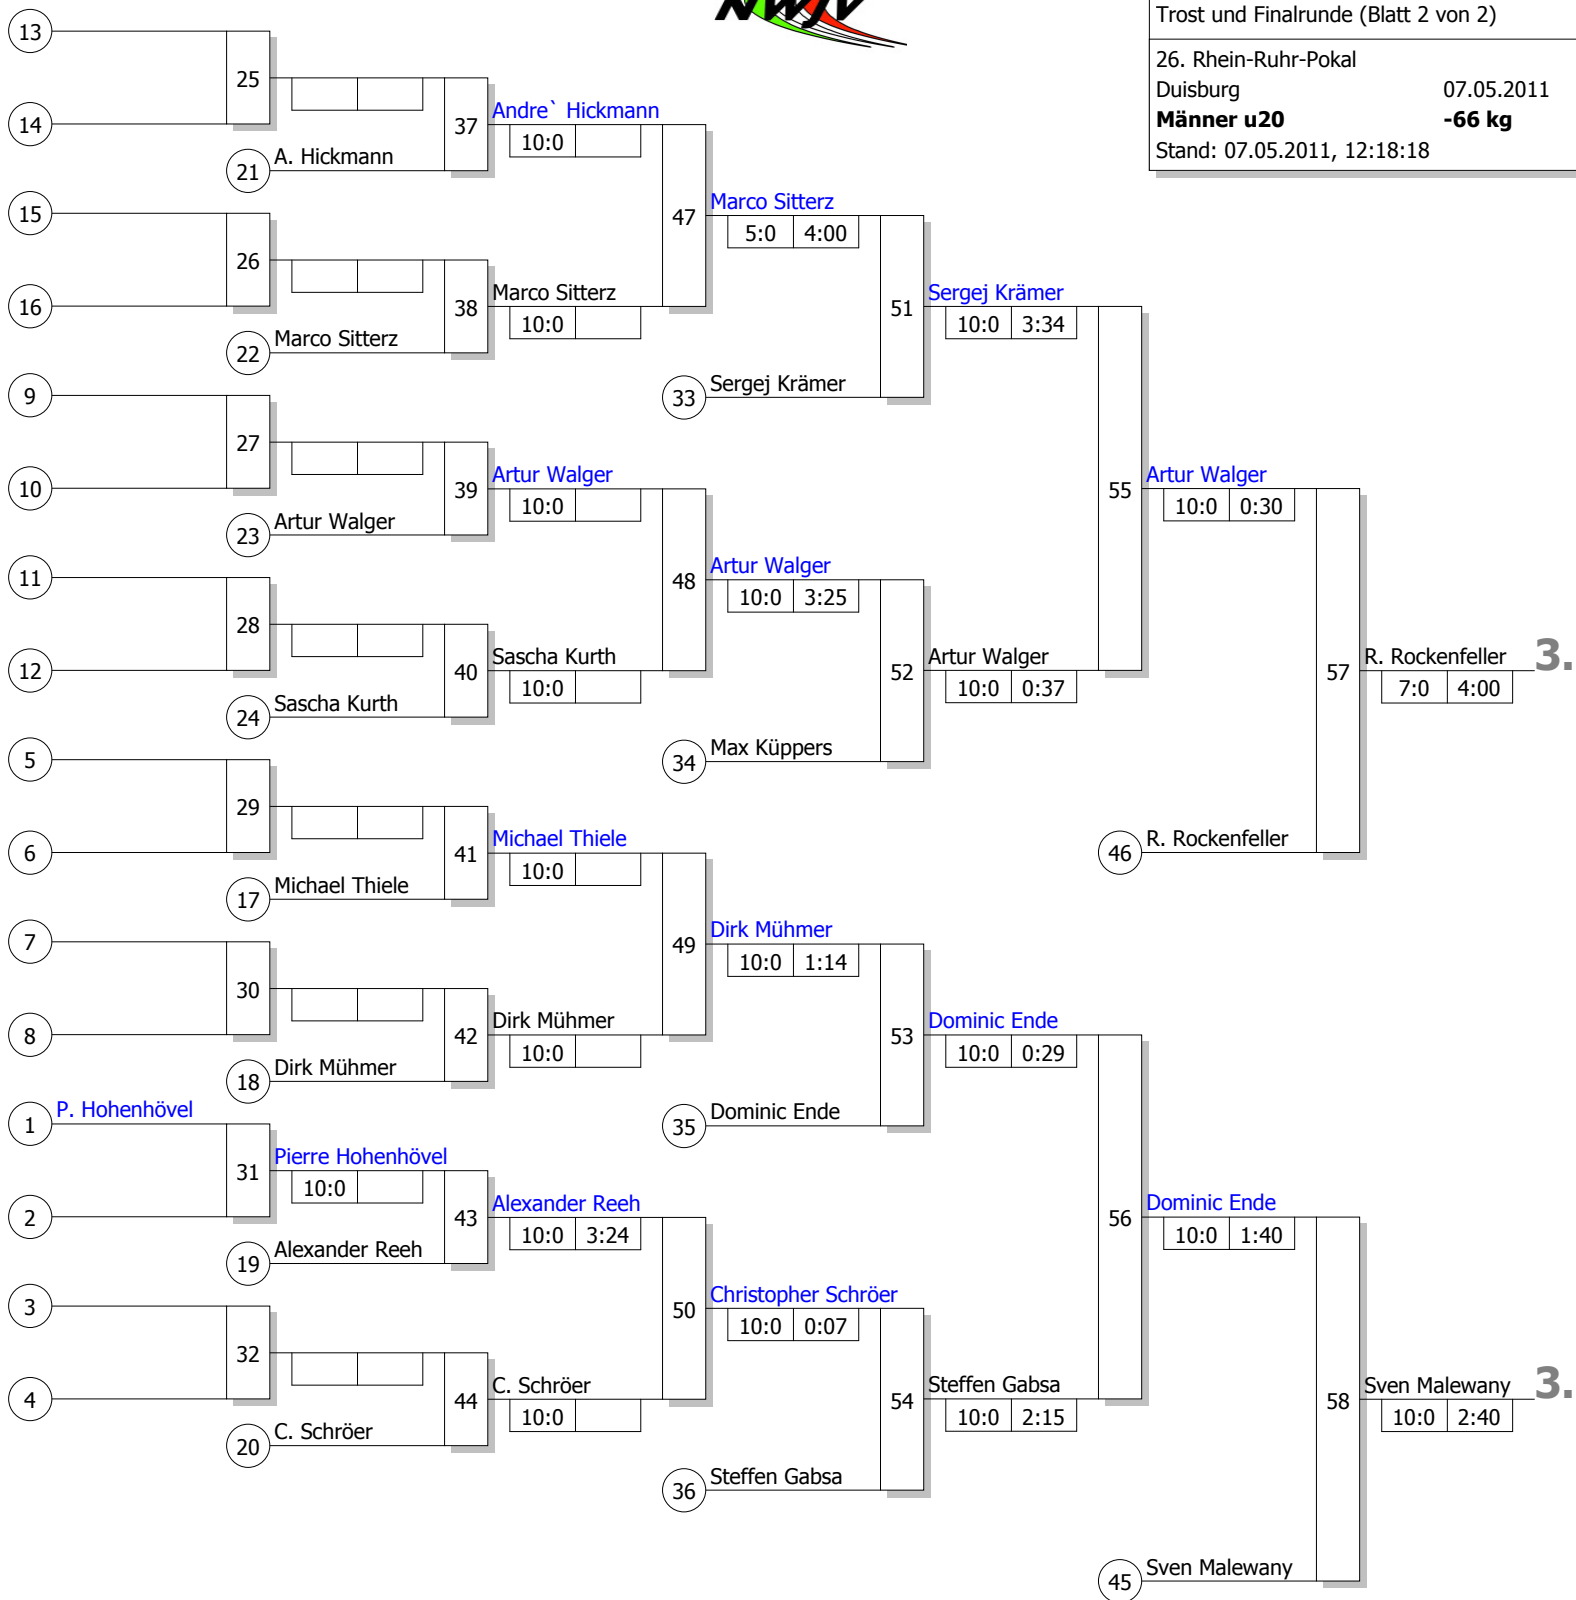 NWJV
Trost und Finalrunde (Blatt 2 von 2)
26. Rhein-Ruhr-Pokal
Duisburg 07.05.2011
Männer u20 -66 kg
Stand: 07.05.2011, 12:18:18
13
25
14
37
Andre` Hickmann
10:0
21 A. Hickmann
15
47
Marco Sitterz
5:0 4:00
26
16
38
Marco Sitterz
10:0
22 Marco Sitterz
51
Sergej Krämer
10:0 3:34
33 Sergej Krämer
9
27
10
39
Artur Walger
10:0
23 Artur Walger
55
Artur Walger
10:0 0:30
11
48
Artur Walger
10:0 3:25
28
12
40
Sascha Kurth
10:0
24 Sascha Kurth
52
Artur Walger
10:0 0:37
34 Max Küppers
57
R. Rockenfeller 3.
7:0 4:00
46 R. Rockenfeller
5
29
6
41
Michael Thiele
10:0
17 Michael Thiele
7
49
Dirk Mühmer
10:0 1:14
30
8
42
Dirk Mühmer
10:0
18 Dirk Mühmer
53
Dominic Ende
10:0 0:29
35 Dominic Ende
1 P. Hohenhövel
31
Pierre Hohenhövel
10:0
2
43
Alexander Reeh
10:0 3:24
19 Alexander Reeh
56
Dominic Ende
10:0 1:40
3
50
Christopher Schröer
10:0 0:07
32
4
44
C. Schröer
10:0
20 C. Schröer
54
Steffen Gabsa
10:0 2:15
36 Steffen Gabsa
58
Sven Malewany 3.
10:0 2:40
45 Sven Malewany